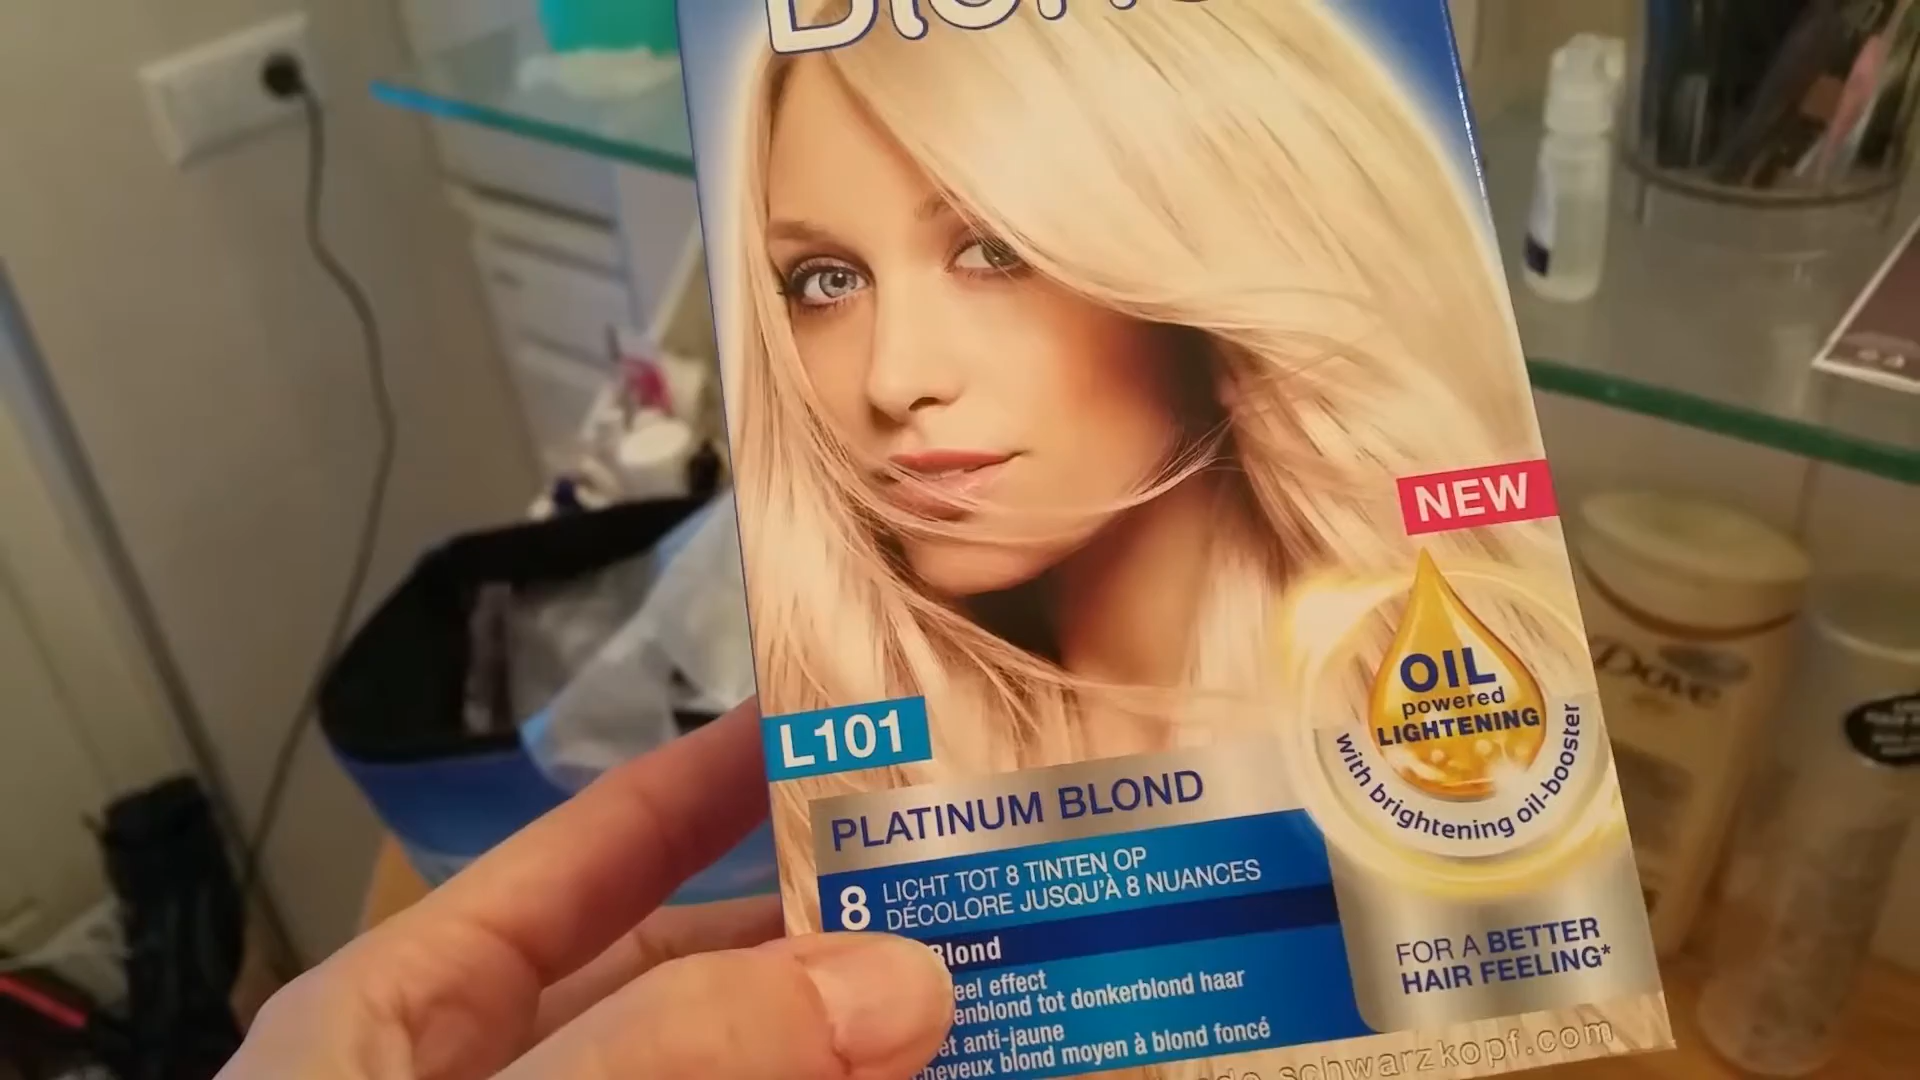 NEW
OIL
powered
LIGHTENING
with brightening oil-booster
L101
PLATINUM BLOND
8 LICHT TOT 8 TINTEN OP
DÉCOLORE JUSQU'À 8 NUANCES
Blond
effect
tot donkerblond haar
et anti-jaune
cheveux blond moyen à blond foncé
FOR A BETTER
HAIR FEELING*
schwarzkopf.com
Dove